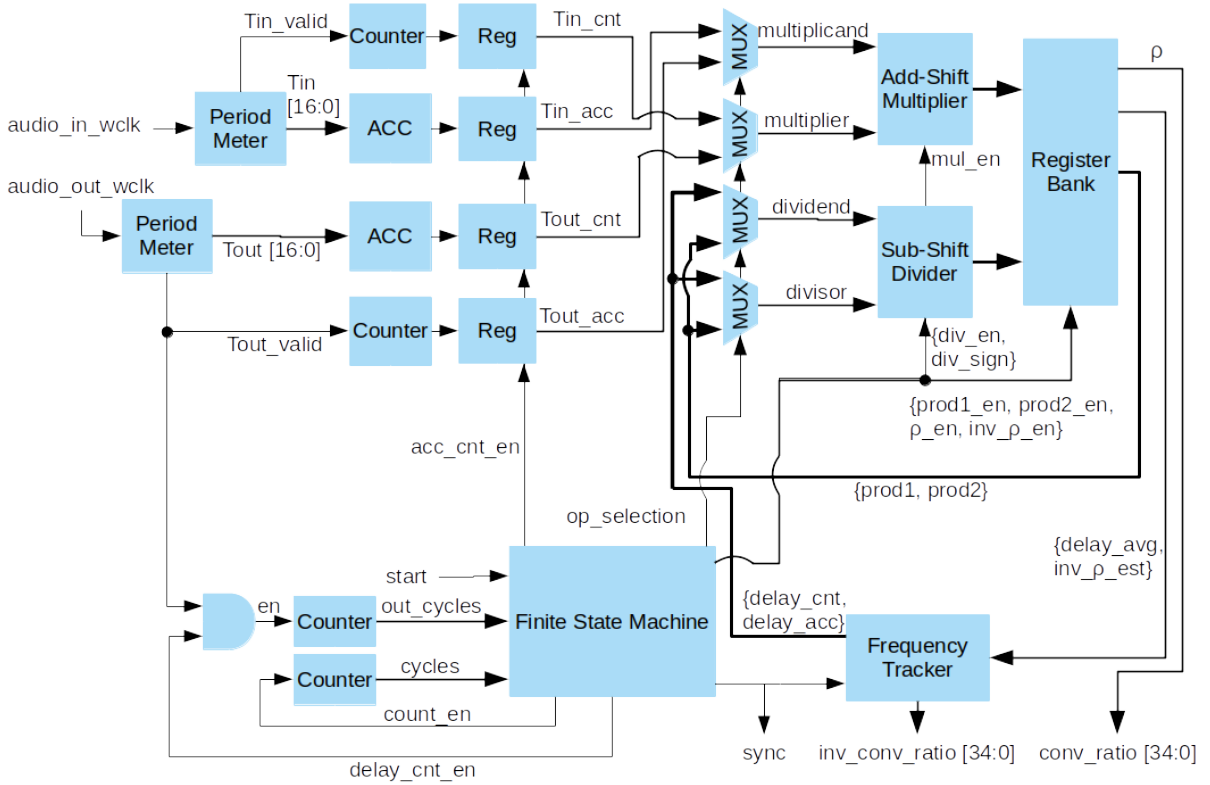 Tin_valid
Counter
Reg
Tin_cnt
MUX
multiplicand
ρ
Tin
[16:0]
Add-Shift
Multiplier
audio_in_wclk
Period
Meter
ACC
Reg
Tin_acc
MUX
multiplier
mul_en
Register
Bank
audio_out_wclk
Period
Meter
Tout [16:0]
ACC
Reg
Tout_cnt
MUX
dividend
Sub-Shift
Divider
Tout_valid
Counter
Reg
Tout_acc
MUX
divisor
{div_en,
div_sign}
{prod1_en, prod2_en,
ρ_en, inv_ρ_en}
acc_cnt_en
{prod1, prod2}
op_selection
{delay_avg,
inv_ρ_est}
start
en
Counter
out_cycles
Finite State Machine
{delay_cnt,
delay_acc}
Frequency
Tracker
Counter
cycles
count_en
delay_cnt_en
sync
inv_conv_ratio [34:0]
conv_ratio [34:0]